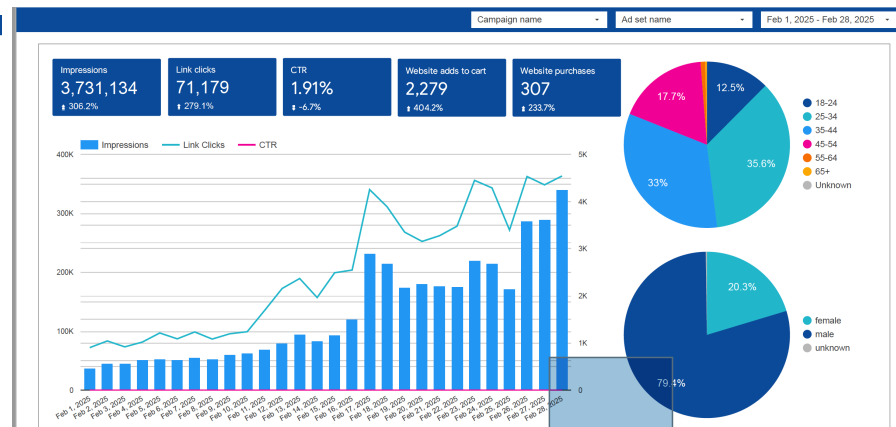 Campaign name
Ad set name
Feb 1, 2025 - Feb 28, 2025
Impressions
3,731,134
306.2%
Link clicks
71,179
279.1%
CTR
1.91%
-6.7%
Website adds to cart
2,279
404.2%
Website purchases
307
233.7%
Impressions
Link Clicks
CTR
400K
300K
200K
100K
0
5K
4K
3K
2K
1K
0
Feb 1, 2025
Feb 2, 2025
Feb 3, 2025
Feb 4, 2025
Feb 5, 2025
Feb 6, 2025
Feb 7, 2025
Feb 8, 2025
Feb 9, 2025
Feb 10, 2025
Feb 11, 2025
Feb 12, 2025
Feb 13, 2025
Feb 14, 2025
Feb 15, 2025
Feb 16, 2025
Feb 17, 2025
Feb 18, 2025
Feb 19, 2025
Feb 20, 2025
Feb 21, 2025
Feb 22, 2025
Feb 23, 2025
Feb 24, 2025
Feb 25, 2025
Feb 26, 2025
Feb 27, 2025
Feb 28, 2025
12.5%
35.6%
33%
17.7%
18-24
25-34
35-44
45-54
55-64
65+
Unknown
20.3%
79.4%
female
male
unknown